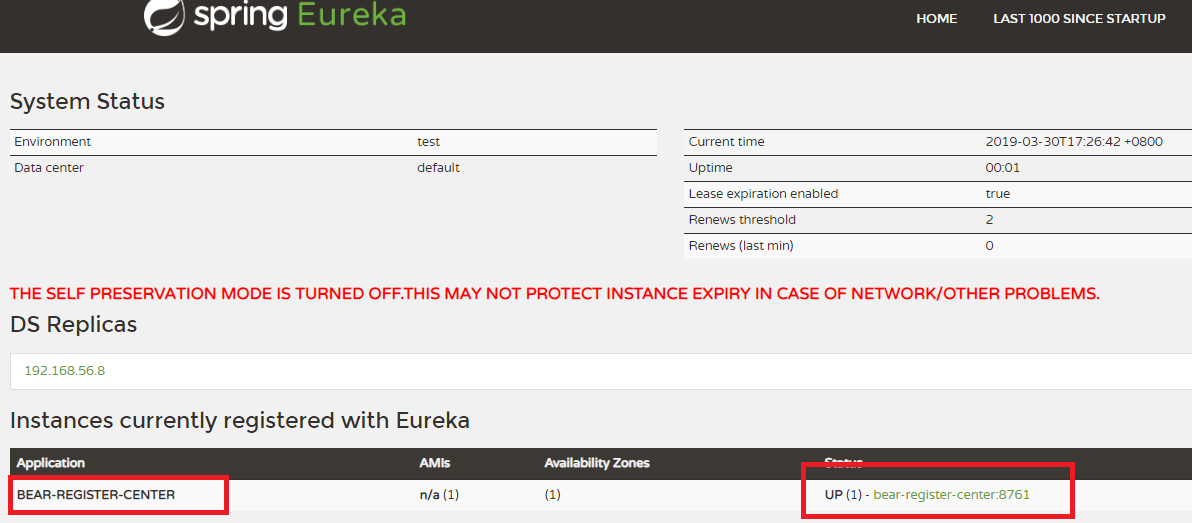 spring Eureka
HOME LAST 1000 SINCE STARTUP
System Status
Environment test
Data center default
Current time 2019-03-30T17:26:42 +0800
Uptime 00:01
Lease expiration enabled true
Renews threshold 2
Renews (last min) 0
THE SELF PRESERVATION MODE IS TURNED OFF.THIS MAY NOT PROTECT INSTANCE EXPIRY IN CASE OF NETWORK/OTHER PROBLEMS.
DS Replicas
192.168.56.8
Instances currently registered with Eureka
Application AMIs Availability Zones Status
BEAR-REGISTER-CENTER n/a (1) (1) UP (1) - bear-register-center:8761